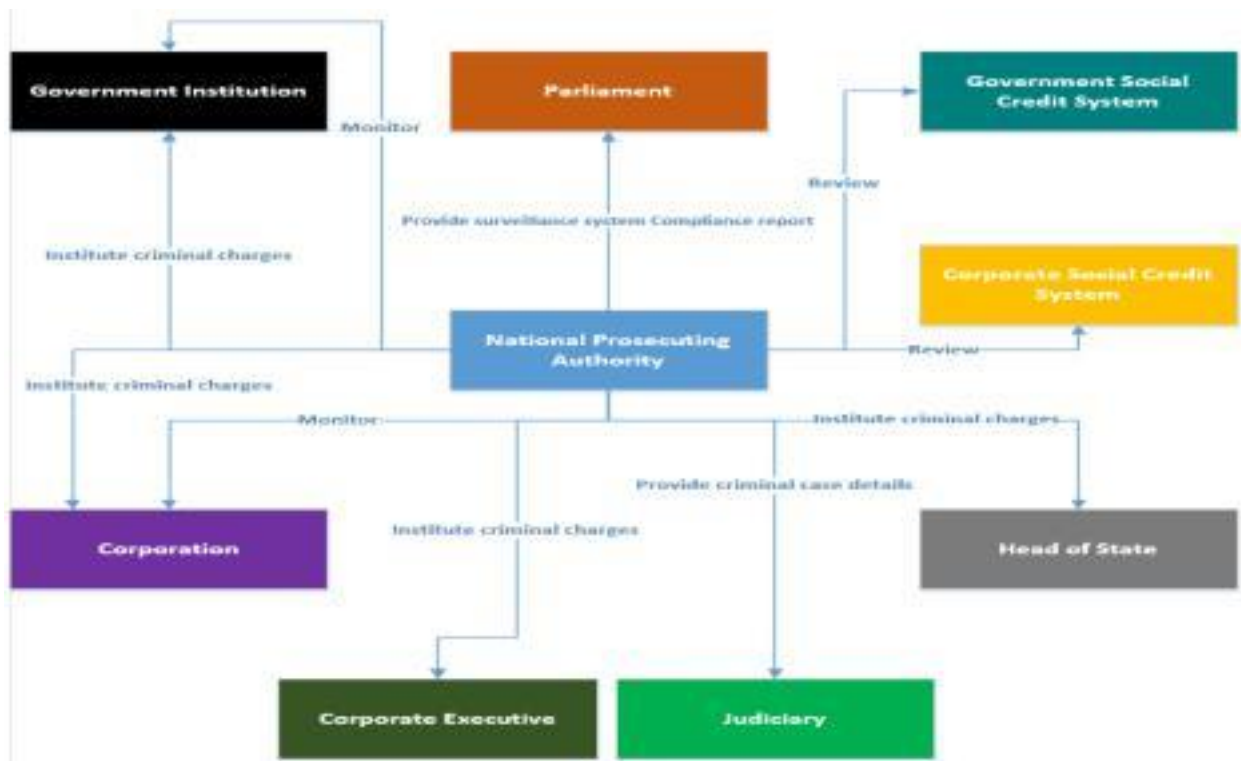 Government Institution
Parliament
Government Social
Credit System
Monitor
Review
Provide surveillance system Compliance report
Institute criminal charges
Corporate Social Credit
System
National Prosecuting
Authority
Review
Institute criminal charges
Monitor
Institute criminal charges
Provide criminal case details
Institute criminal charges
Corporation
Head of State
Corporate Executive
Judiciary